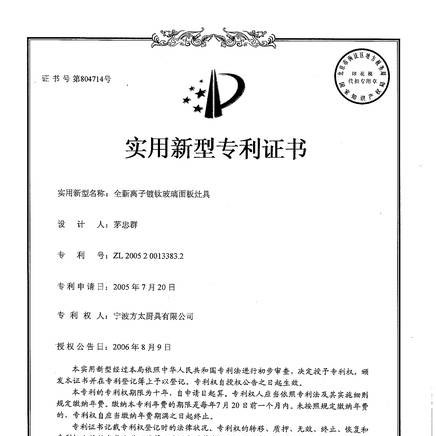 证书号第804714号
印花税
代扣专用章
实用新型专利证书
实用新型名称：全新离子镀钛玻璃面板灶具
设计人：茅忠群
专利号：ZL 2005 2 0013383.2
专利申请日：2005年7月20日
专利权人：宁波方太厨具有限公司
授权公告日：2006年8月9日
本实用新型经过本局依照中华人民共和国专利法进行初步审查，决定授予专利权，颁
发本证书并在专利登记簿上予以登记。专利权自授权公告之日起生效。
本专利的专利权期限为十年，自申请日起算。专利权人应当依照专利法及其实施细则
规定缴纳年费。缴纳本专利年费的期限是每年7月20日前一个月内。未按照规定缴纳年费
的，专利权自应当缴纳年费期满之日起终止。
专利证书记载专利权登记时的法律状况。专利权的转移、质押、无效、终止、恢复和